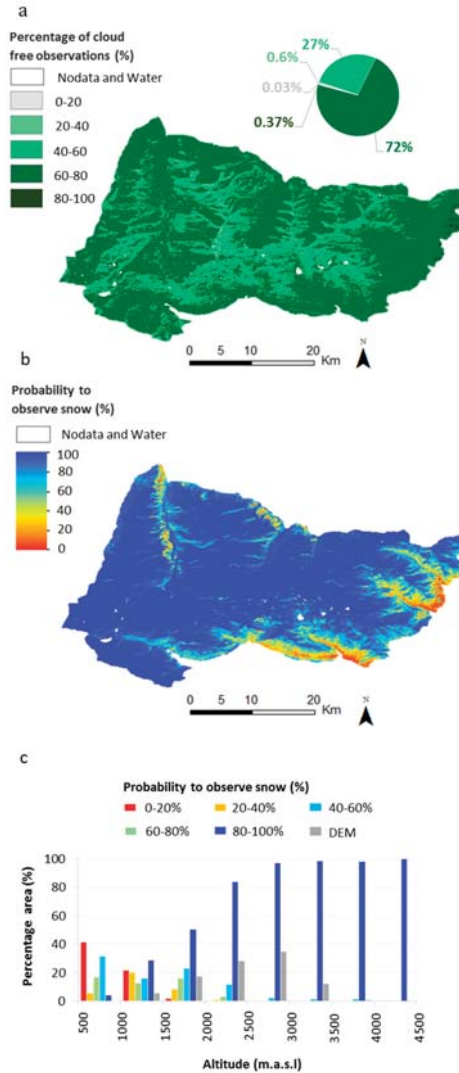 a
Percentage of cloud
free observations (%)
Nodata and Water
0-20
20-40
40-60
60-80
80-100
27%
0.6%
0.03%
0.37%
72%
N
0 5 10 20
Km
b
Probability to
observe snow (%)
Nodata and Water
100
80
60
40
20
0
N
0 5 10 20
Km
c
Probability to observe snow (%)
0-20% 20-40% 40-60%
60-80% 80-100% DEM
Percentage area (%)
100
80
60
40
20
0
500 1000 1500 2000 2500 3000 3500 4000 4500
Altitude (m.a.s.l)